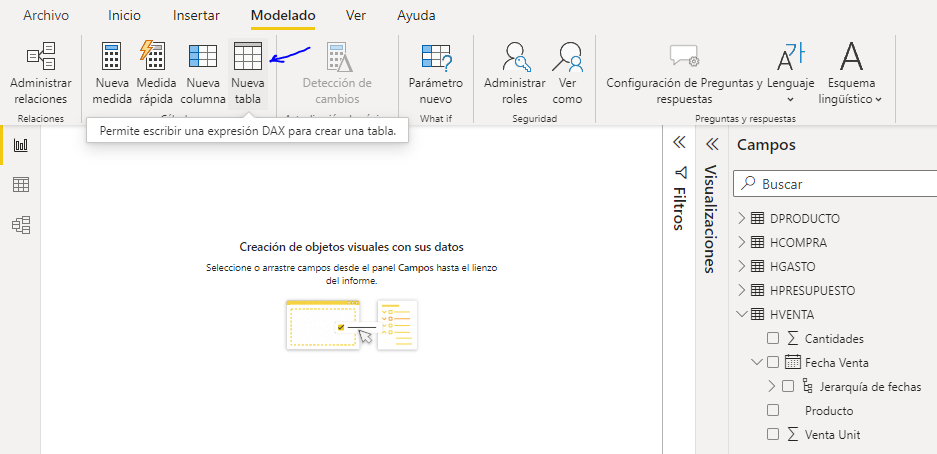 Archivo Inicio Insertar Modelado Ver Ayuda
Administrar relaciones
Nueva medida
Medida rápida
Nueva columna
Nueva tabla
Detección de cambios
Parámetro nuevo
Administrar roles
Ver como
Configuración de Preguntas y respuestas
Lenguaje
Esquema lingüístico
Relaciones
What if
Seguridad
Preguntas y respuestas
Permite escribir una expresión DAX para crear una tabla.
Creación de objetos visuales con sus datos
Seleccione o arrastre campos desde el panel Campos hasta el lienzo
del informe.
Filtros
Visualizaciones
Campos
Buscar
DPRODUCTO
HCOMPRA
HGASTO
HPRESUPUESTO
HVENTA
Cantidades
Fecha Venta
Jerarquía de fechas
Producto
Venta Unit